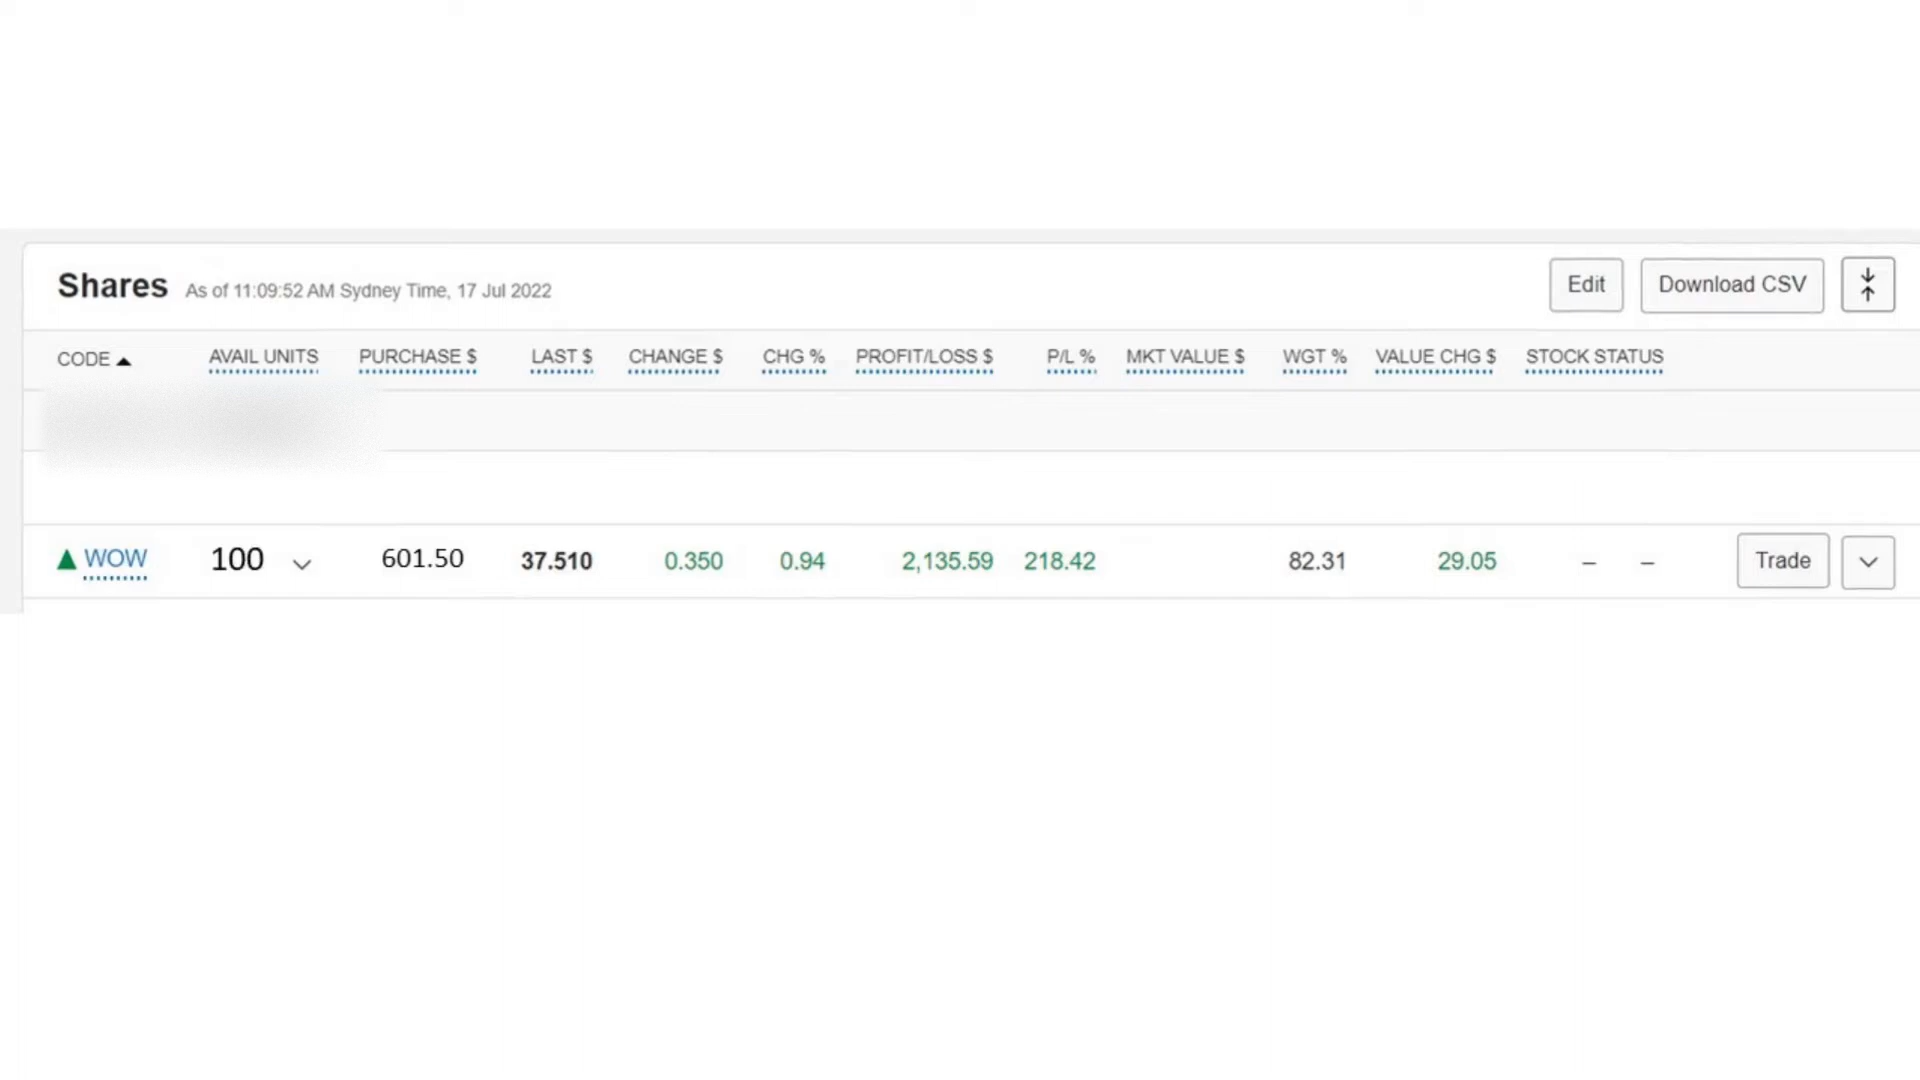 Shares As of 11:09:52 AM Sydney Time, 17 Jul 2022 Edit Download CSV
CODE AVAIL UNITS PURCHASE $ LAST $ CHANGE $ CHG % PROFIT/LOSS $ P/L % MKT VALUE $ WGT % VALUE CHG $ STOCK STATUS
WOW 100 601.50 37.510 0.350 0.94 2,135.59 218.42 82.31 29.05 – – Trade